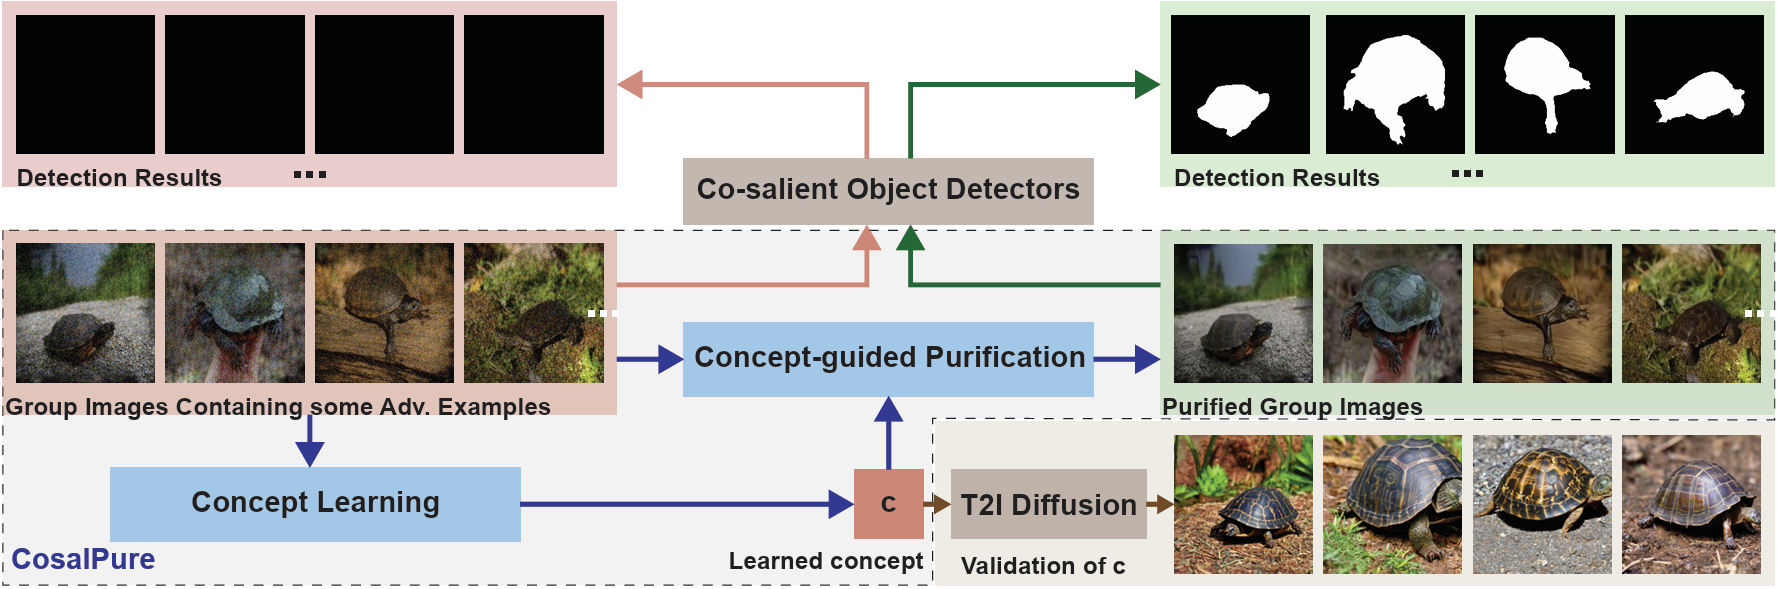 Detection Results ...
Detection Results ...
Co-salient Object Detectors
...
...
Concept-guided Purification
Group Images Containing some Adv. Examples
Purified Group Images
Concept Learning
c
T2I Diffusion
CosalPure
Learned concept
Validation of c